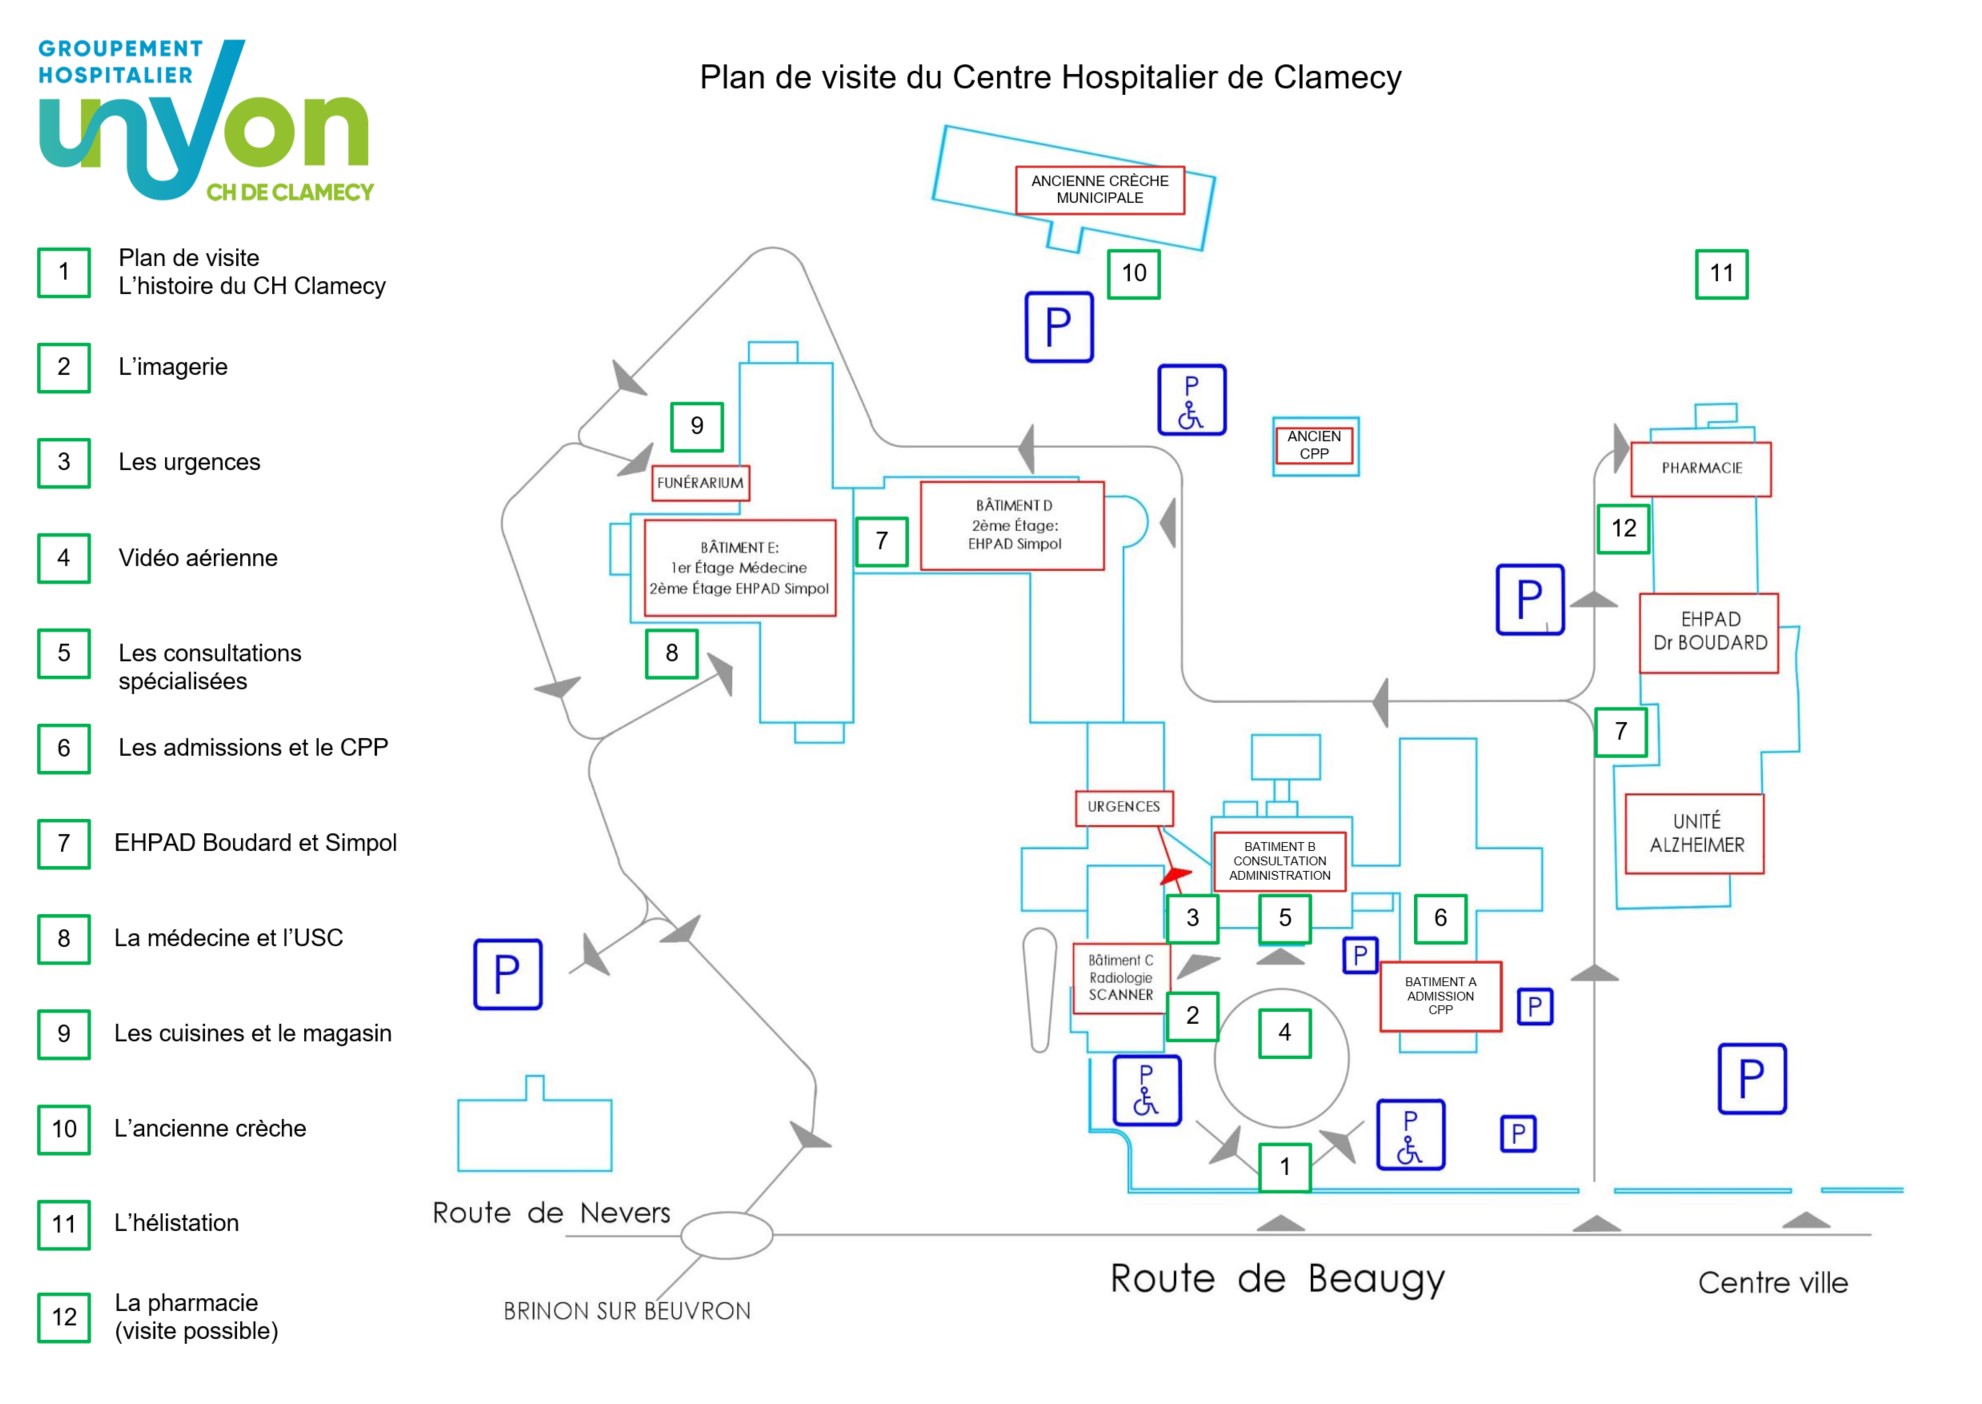 GROUPEMENT
HOSPITALIER
unyon
CH DE CLAMECY
Plan de visite du Centre Hospitalier de Clamecy
1
Plan de visite
L'histoire du CH Clamecy
2
L'imagerie
3
Les urgences
4
Vidéo aérienne
5
Les consultations
spécialisées
6
Les admissions et le CPP
7
EHPAD Boudard et Simpol
8
La médecine et l'USC
9
Les cuisines et le magasin
10
L'ancienne crèche
11
L'hélistation
12
La pharmacie
(visite possible)
ANCIENNE CRÈCHE
MUNICIPALE
10
11
P
P
9
ANCIEN
CPP
FUNÉRARIUM
PHARMACIE
BÂTIMENT D
2ème Étage:
EHPAD Simpol
7
12
BÂTIMENT E:
1er Étage Médecine
2ème Étage EHPAD Simpol
P
EHPAD
Dr BOUDARD
8
7
URGENCES
UNITÉ
ALZHEIMER
BATIMENT B
CONSULTATION
ADMINISTRATION
3
5
6
P
P
Bâtiment C
Radiologie
SCANNER
BATIMENT A
ADMISSION
CPP
P
2
4
P
P
P
P
1
Route de Nevers
BRINON SUR BEUVRON
Route de Beaugy
Centre ville